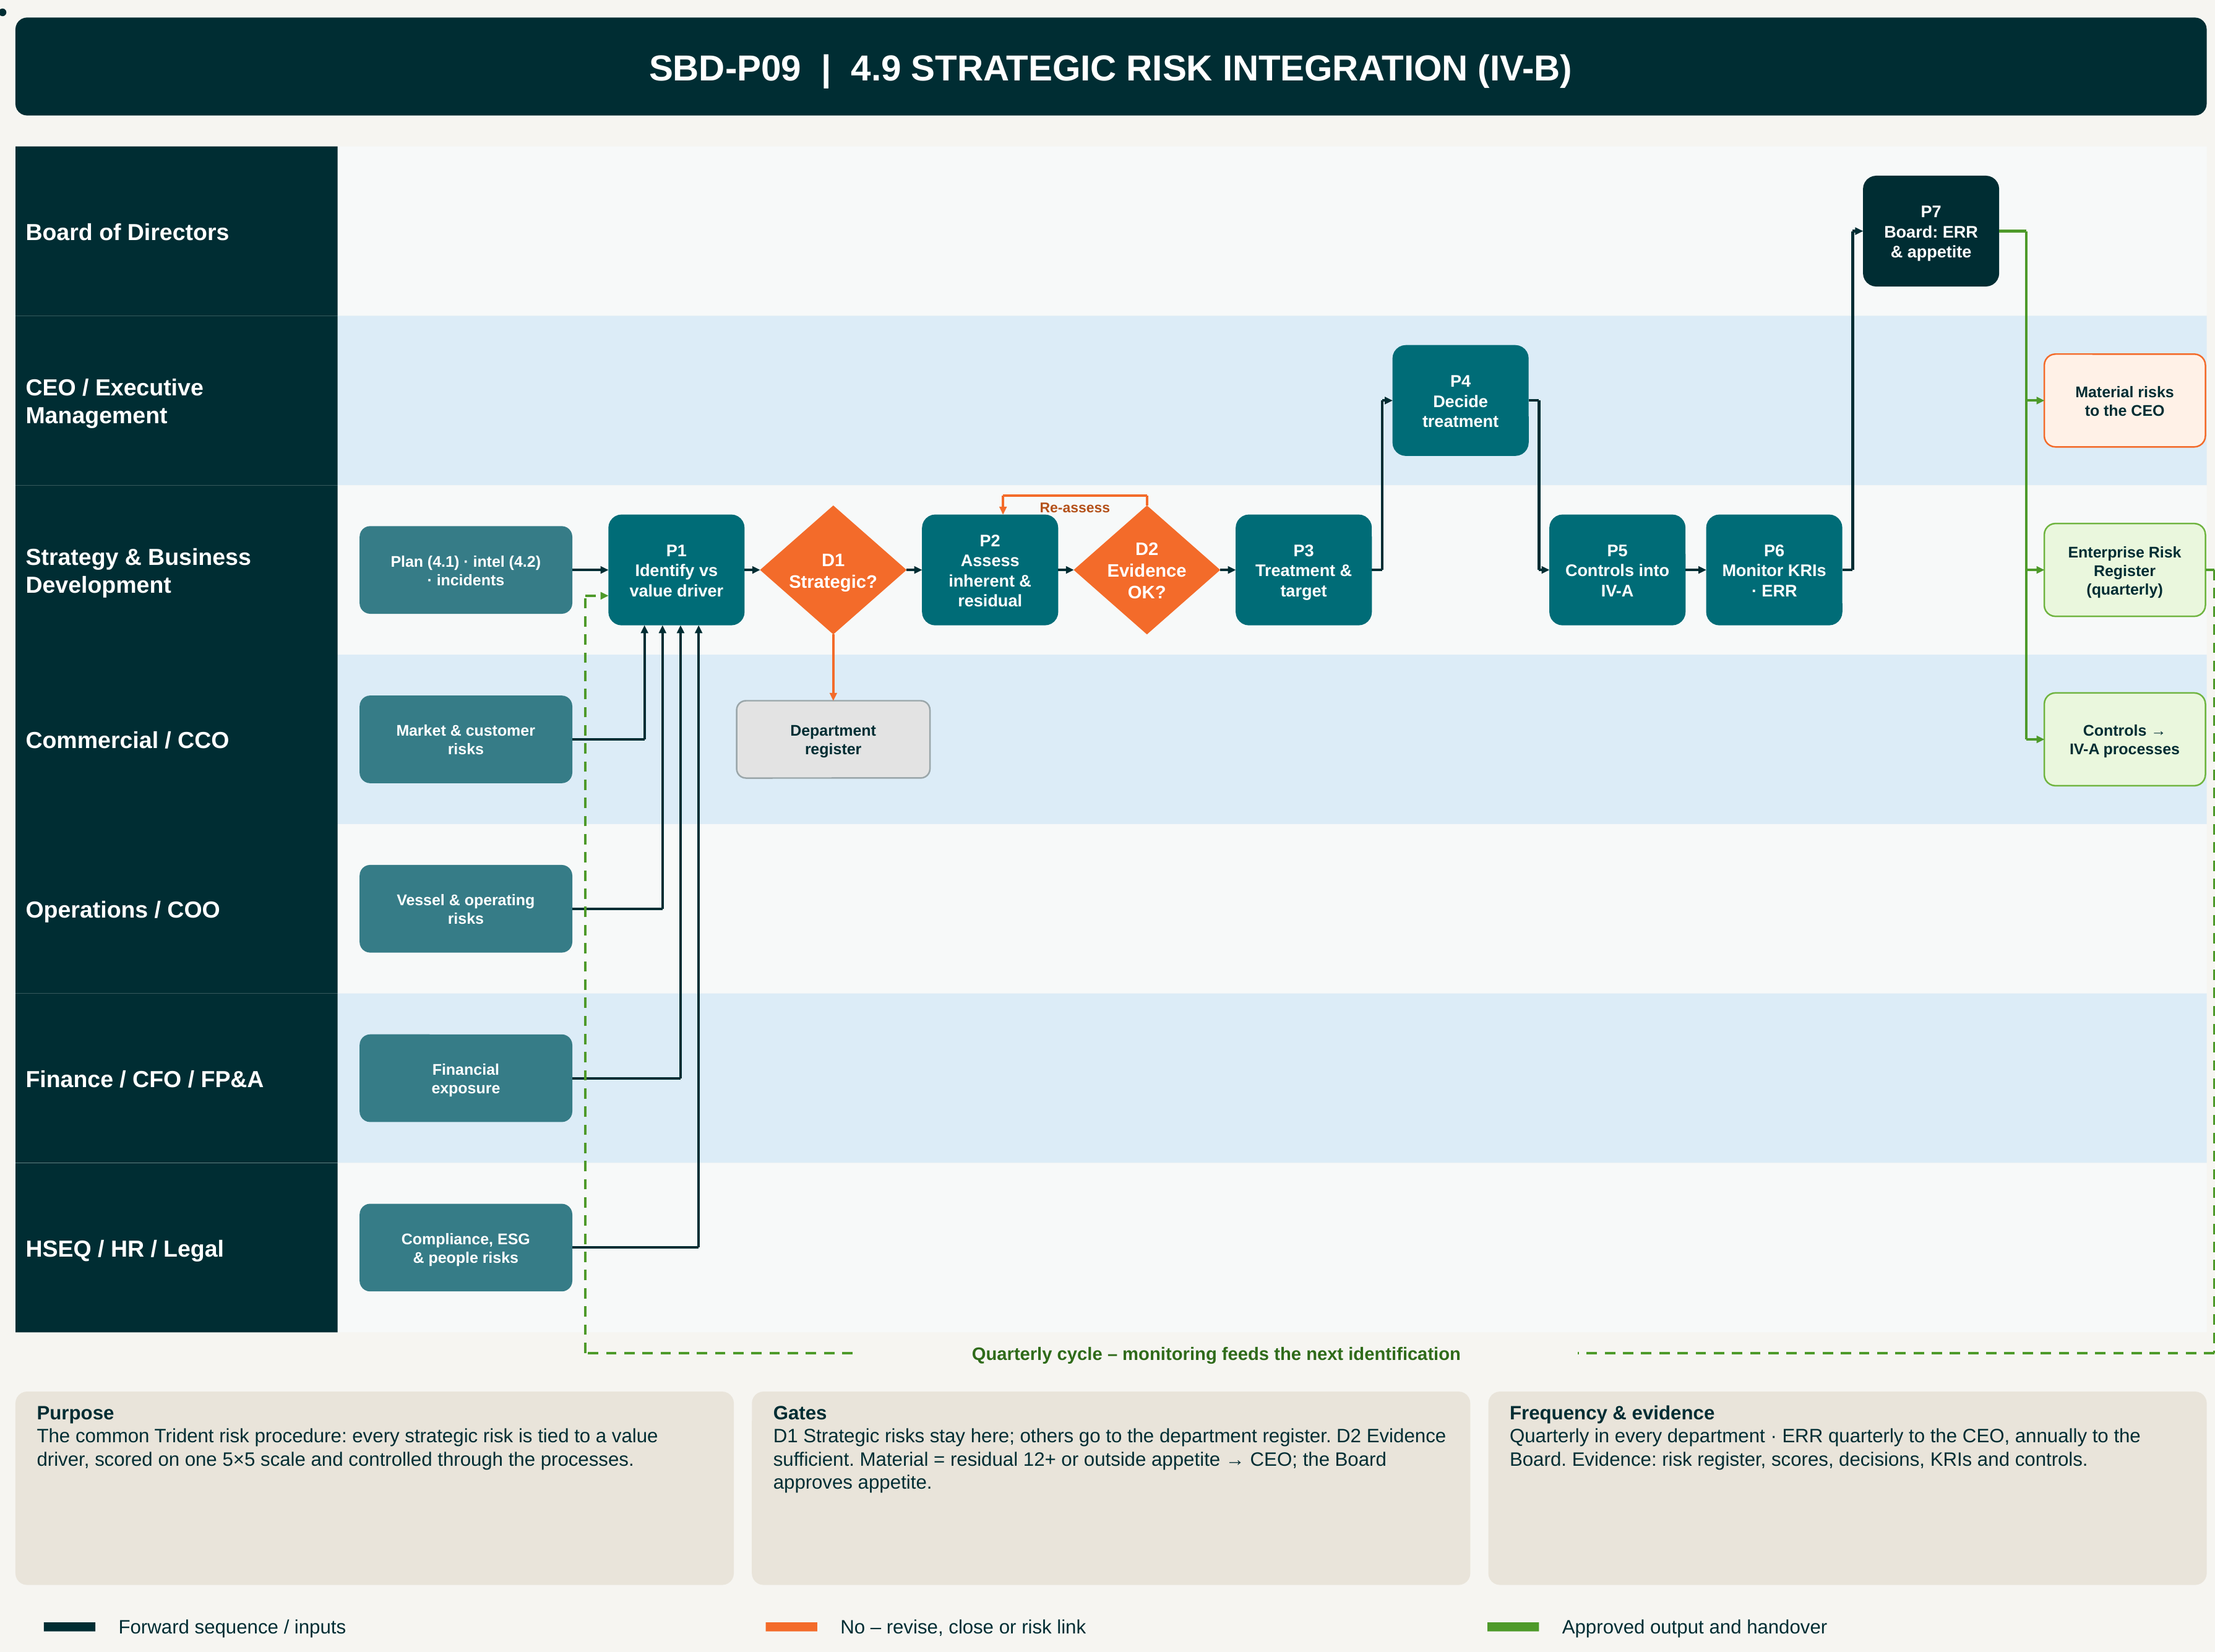 SBD-P09 | 4.9 STRATEGIC RISK INTEGRATION (IV-B)
Board of Directors
P7
Board: ERR
& appetite
CEO / Executive
Management
P4
Decide
treatment
Material risks
to the CEO
Strategy & Business
Development
Plan (4.1) · intel (4.2)
· incidents
P1
Identify vs
value driver
D1
Strategic?
Re-assess
P2
Assess
inherent &
residual
D2
Evidence
OK?
P3
Treatment &
target
P5
Controls into
IV-A
P6
Monitor KRIs
· ERR
Enterprise Risk
Register
(quarterly)
Commercial / CCO
Market & customer
risks
Department
register
Controls →
IV-A processes
Operations / COO
Vessel & operating
risks
Finance / CFO / FP&A
Financial
exposure
HSEQ / HR / Legal
Compliance, ESG
& people risks
Quarterly cycle – monitoring feeds the next identification
Purpose
The common Trident risk procedure: every strategic risk is tied to a value
driver, scored on one 5×5 scale and controlled through the processes.
Gates
D1 Strategic risks stay here; others go to the department register. D2 Evidence
sufficient. Material = residual 12+ or outside appetite → CEO; the Board
approves appetite.
Frequency & evidence
Quarterly in every department · ERR quarterly to the CEO, annually to the
Board. Evidence: risk register, scores, decisions, KRIs and controls.
Forward sequence / inputs
No – revise, close or risk link
Approved output and handover